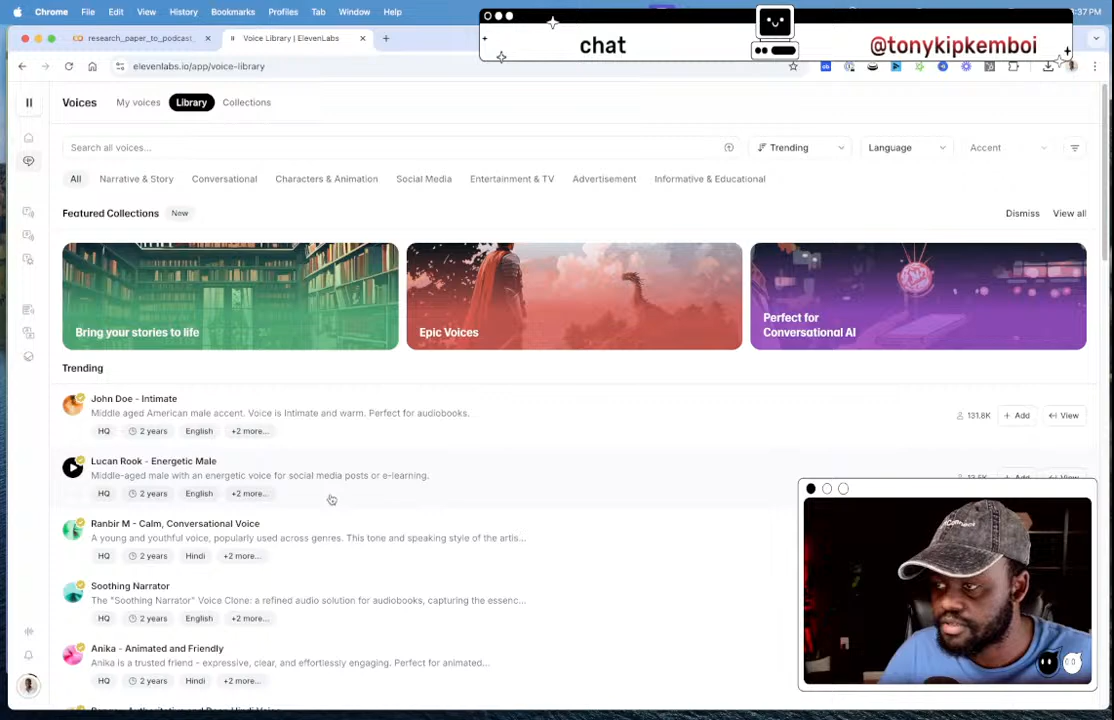 Chrome File Edit View History Bookmarks Profiles Tab Window Help
chat
@tonykipkemboi
research_paper_to_podcast_
Voice Library | ElevenLabs
elevenlabs.io/app/voice-library
Voices My voices Library Collections
Search all voices...
Trending
Language
Accent
All Narrative & Story Conversational Characters & Animation Social Media Entertainment & TV Advertisement Informative & Educational
Featured Collections New
Dismiss View all
Bring your stories to life
Epic Voices
Perfect for
Conversational AI
Trending
John Doe - Intimate
Middle aged American male accent. Voice is Intimate and warm. Perfect for audiobooks.
HQ 2 years English +2 more...
131.8K + Add View
Lucan Rook - Energetic Male
Middle-aged male with an energetic voice for social media posts or e-learning.
HQ 2 years English +2 more...
Ranbir M - Calm, Conversational Voice
A young and youthful voice, popularly used across genres. This tone and speaking style of the artis...
HQ 2 years Hindi +2 more...
Soothing Narrator
The "Soothing Narrator" Voice Clone: a refined audio solution for audiobooks, capturing the essenc...
HQ 2 years English +2 more...
Anika - Animated and Friendly
Anika is a trusted friend - expressive, clear, and effortlessly engaging. Perfect for animated...
HQ 2 years Hindi +2 more...